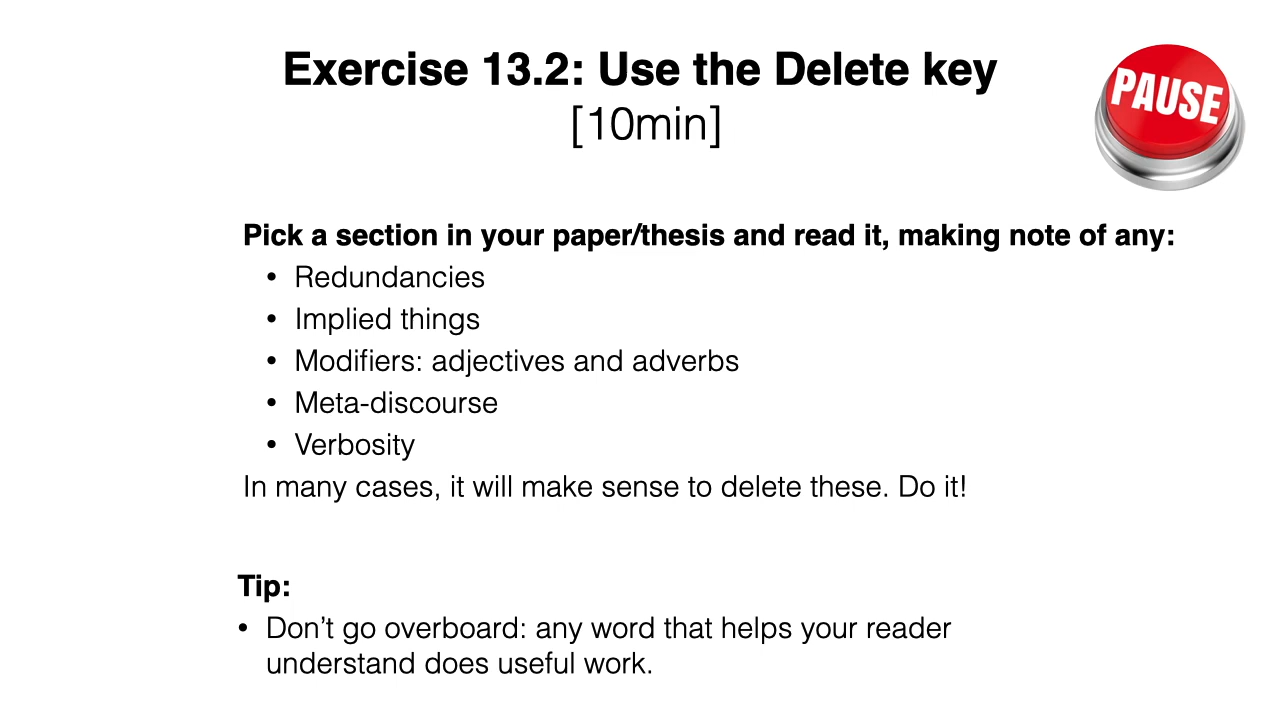 Exercise 13.2: Use the Delete key
[10min]
PAUSE
Pick a section in your paper/thesis and read it, making note of any:
• Redundancies
• Implied things
• Modifiers: adjectives and adverbs
• Meta-discourse
• Verbosity
In many cases, it will make sense to delete these. Do it!
Tip:
• Don’t go overboard: any word that helps your reader
understand does useful work.